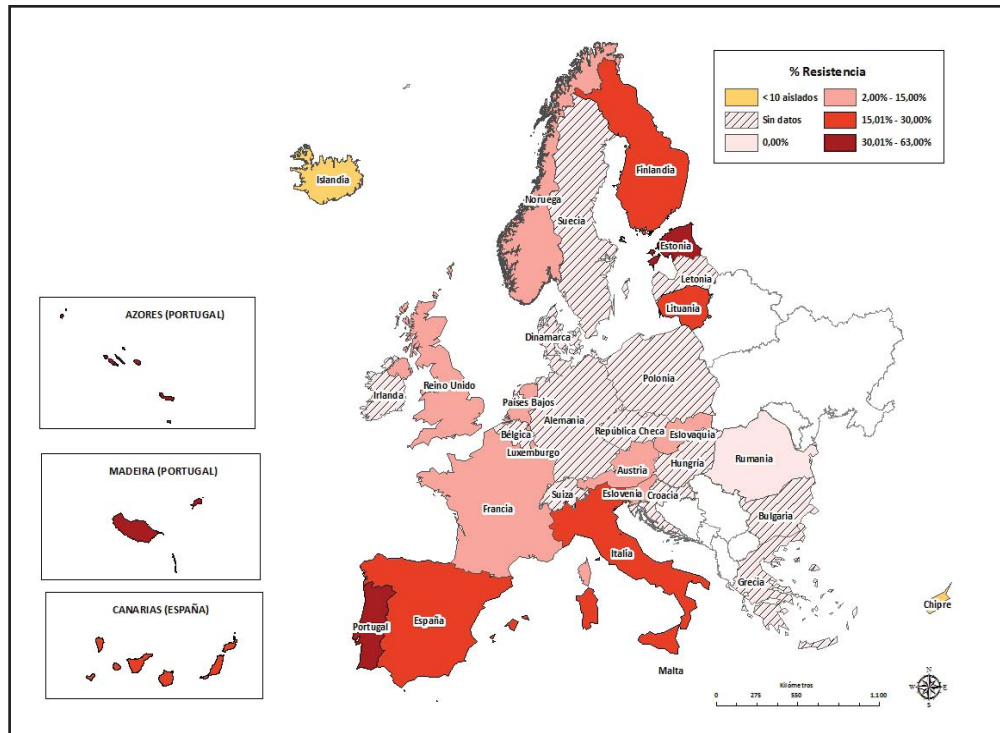 % Resistencia
< 10 aislados
Sin datos
0,00%
2,00% - 15,00%
15,01% - 30,00%
30,01% - 63,00%
Islandia
Finlandia
Noruega
Suecia
Estonia
Letonia
Lituania
Dinamarca
Irlanda
Reino Unido
Países Bajos
Polonia
Alemania
Bélgica
República Checa
Luxemburgo
Eslovaquia
Hungría
Rumania
Austria
Suiza
Eslovenia
Croacia
Francia
Bulgaria
Italia
Grecia
Chipre
Portugal
España
Malta
AZORES (PORTUGAL)
MADEIRA (PORTUGAL)
CANARIAS (ESPAÑA)
Kilómetros
0 275 550 1.100
N
W E
S